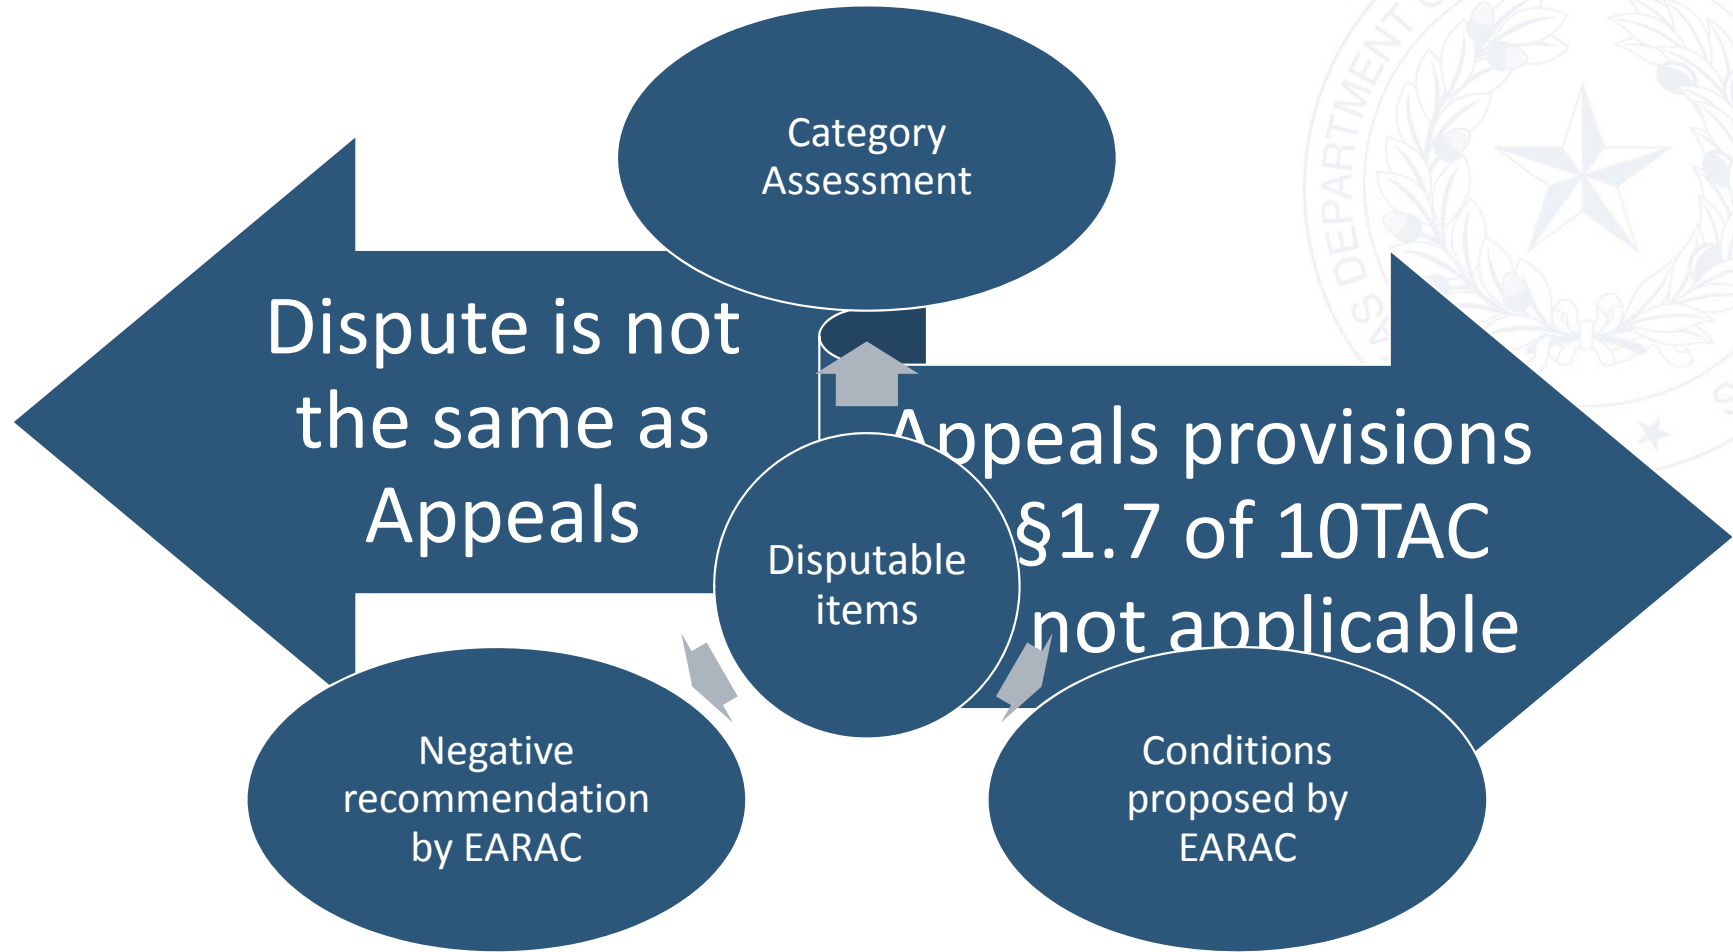 Category
Assessment
Dispute is not
the same as
Appeals
Appeals provisions
§1.7 of 10TAC
not applicable
Disputable
items
Negative
recommendation
by EARAC
Conditions
proposed by
EARAC
DEPARTMENT